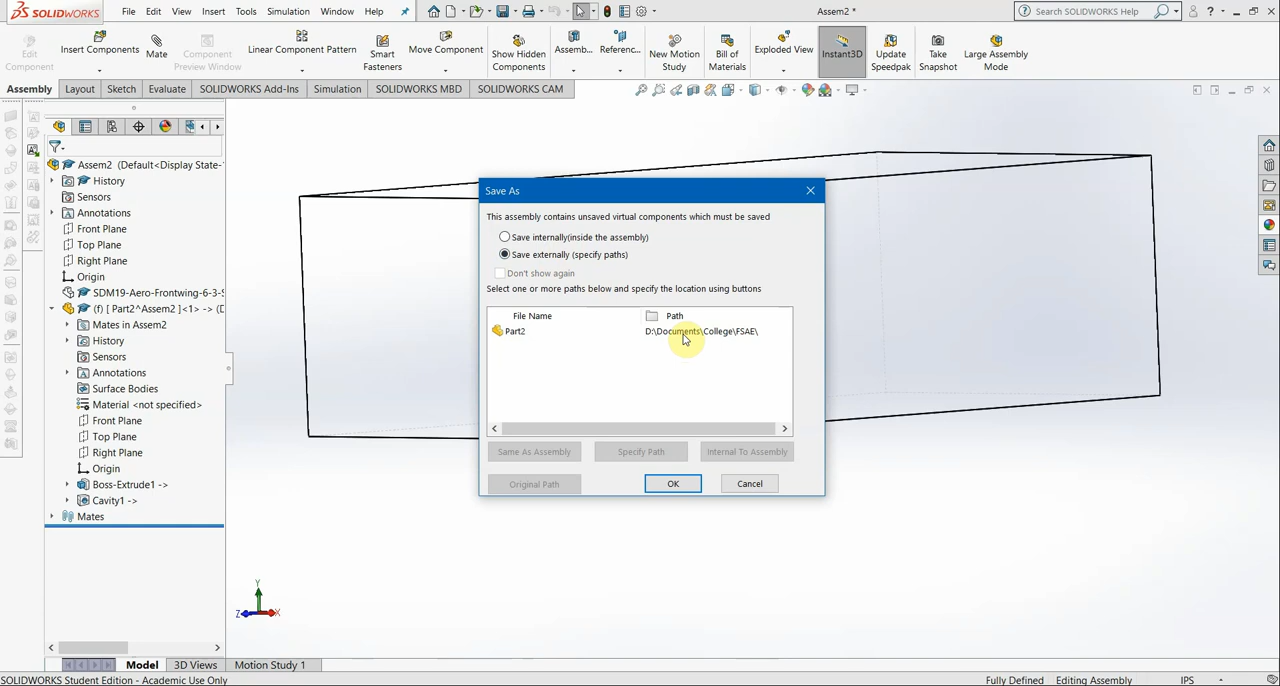 SOLIDWORKS
File Edit View Insert Tools Simulation Window Help
Assem2 *
Search SOLIDWORKS Help
Edit Component
Insert Components
Mate
Component Preview Window
Linear Component Pattern
Smart Fasteners
Move Component
Show Hidden Components
Assemb...
Referenc...
New Motion Study
Bill of Materials
Exploded View
Instant3D
Update Speedpak
Take Snapshot
Large Assembly Mode
Assembly Layout Sketch Evaluate SOLIDWORKS Add-Ins Simulation SOLIDWORKS MBD SOLIDWORKS CAM
Assem2 (Default<Display State-
History
Sensors
Annotations
Front Plane
Top Plane
Right Plane
Origin
SDM19-Aero-Frontwing-6-3-S
(f) [ Part2^Assem2 ]<1> -> (D
Mates in Assem2
History
Sensors
Annotations
Surface Bodies
Material <not specified>
Front Plane
Top Plane
Right Plane
Origin
Boss-Extrude1 ->
Cavity1 ->
Mates
Save As
This assembly contains unsaved virtual components which must be saved
Save internally(inside the assembly)
Save externally (specify paths)
Don't show again
Select one or more paths below and specify the location using buttons
File Name Path
Part2 D:\Documents\College\FSAE\
Same As Assembly Specify Path Internal To Assembly
Original Path OK Cancel
Y
Z X
Model 3D Views Motion Study 1
SOLIDWORKS Student Edition - Academic Use Only Fully Defined Editing Assembly IPS